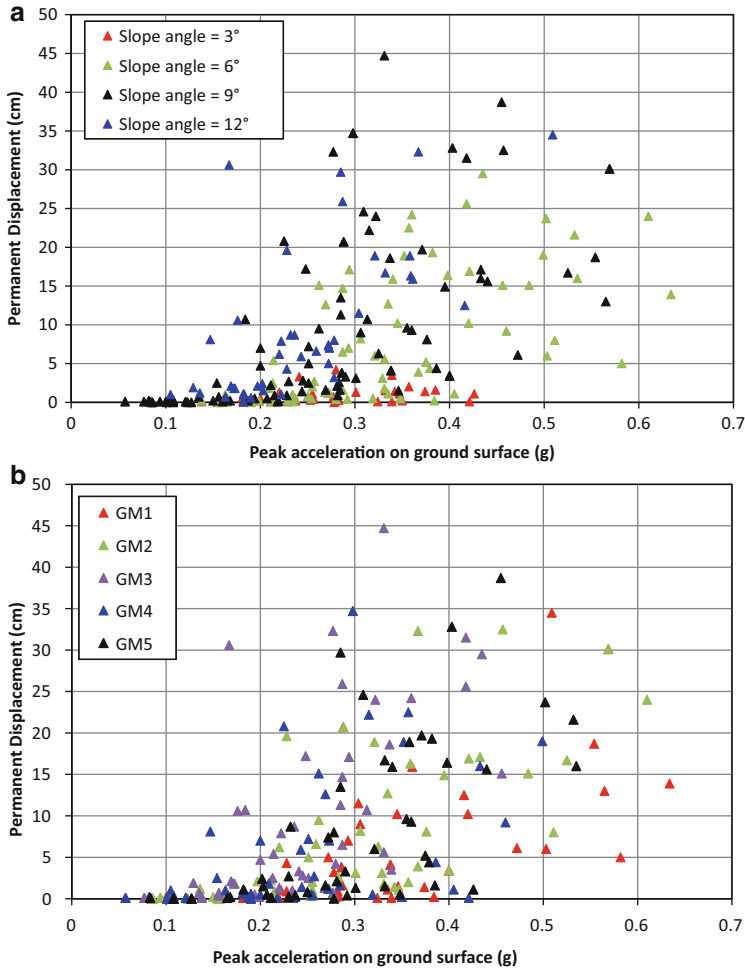 a
50
45
40
35
30
25
20
15
10
5
0
Permanent Displacement (cm)
Slope angle = 3°
Slope angle = 6°
Slope angle = 9°
Slope angle = 12°
0 0.1 0.2 0.3 0.4 0.5 0.6 0.7
Peak acceleration on ground surface (g)
b
50
45
40
35
30
25
20
15
10
5
0
Permanent Displacement (cm)
GM1
GM2
GM3
GM4
GM5
0 0.1 0.2 0.3 0.4 0.5 0.6 0.7
Peak acceleration on ground surface (g)